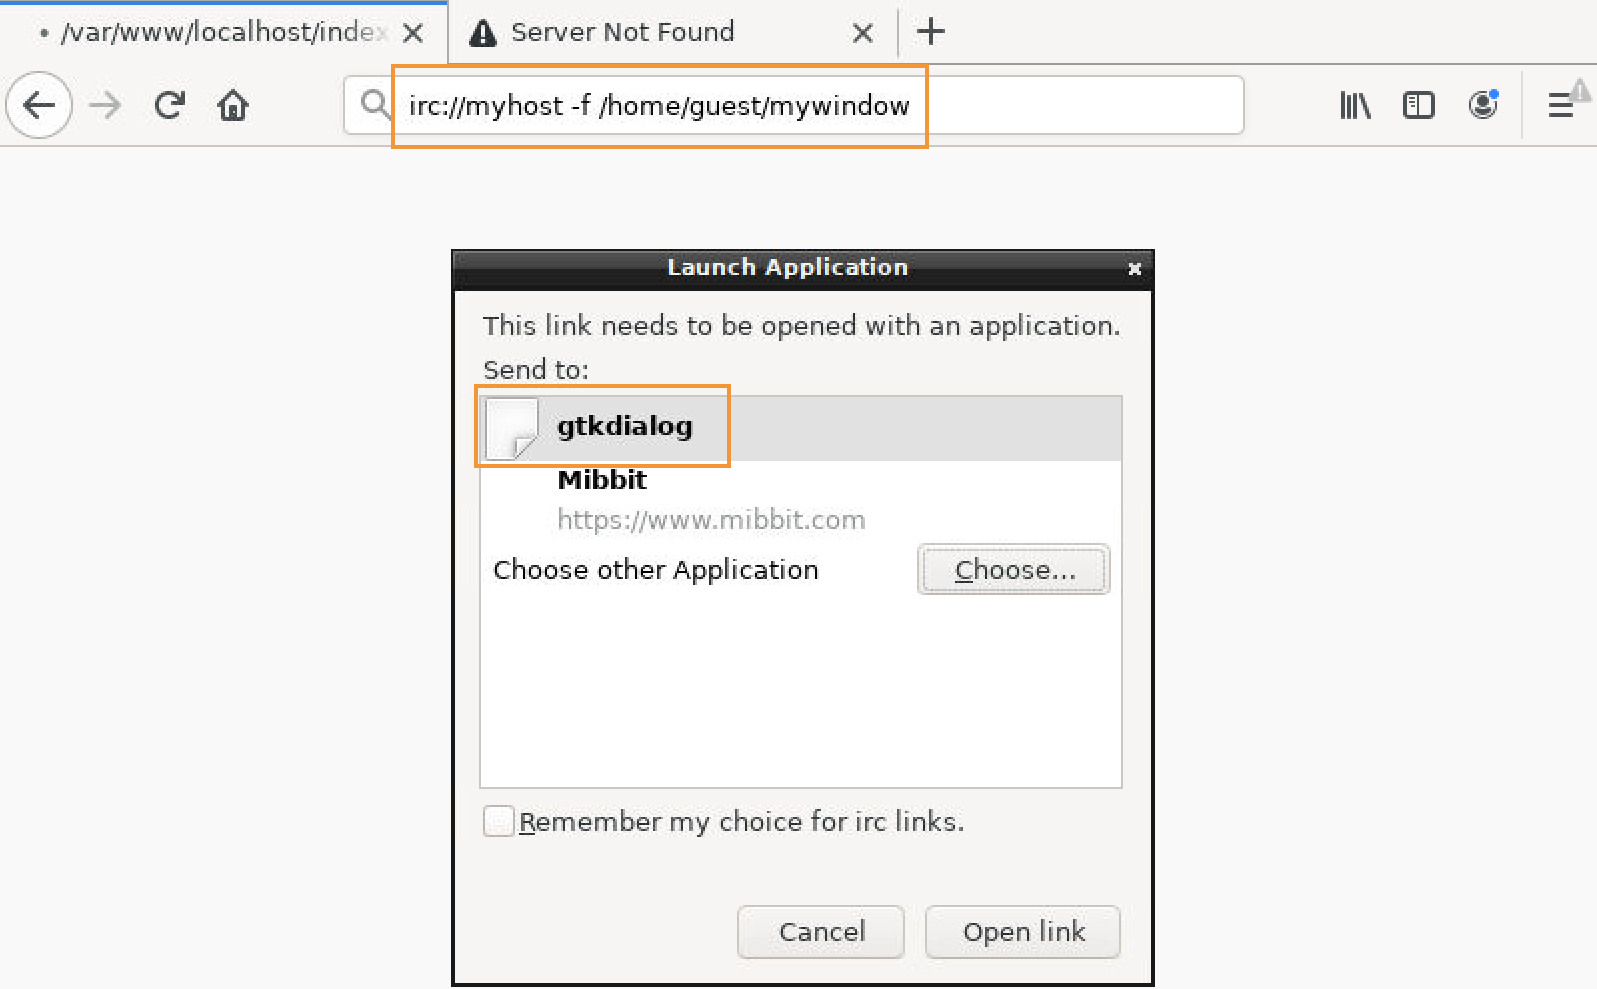 /var/www/localhost/index
Server Not Found
irc://myhost -f /home/guest/mywindow
Launch Application
This link needs to be opened with an application.
Send to:
gtkdialog
Mibbit
https://www.mibbit.com
Choose other Application
Choose...
Remember my choice for irc links.
Cancel
Open link